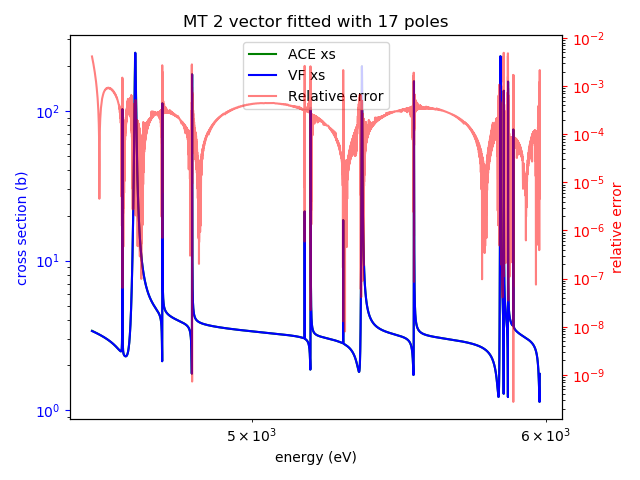 MT 2 vector fitted with 17 poles
ACE xs
VF xs
Relative error
cross section (b)
10²
10¹
10⁰
10⁻²
10⁻³
10⁻⁴
10⁻⁵
10⁻⁶
10⁻⁷
10⁻⁸
10⁻⁹
relative error
5 × 10³
6 × 10³
energy (eV)